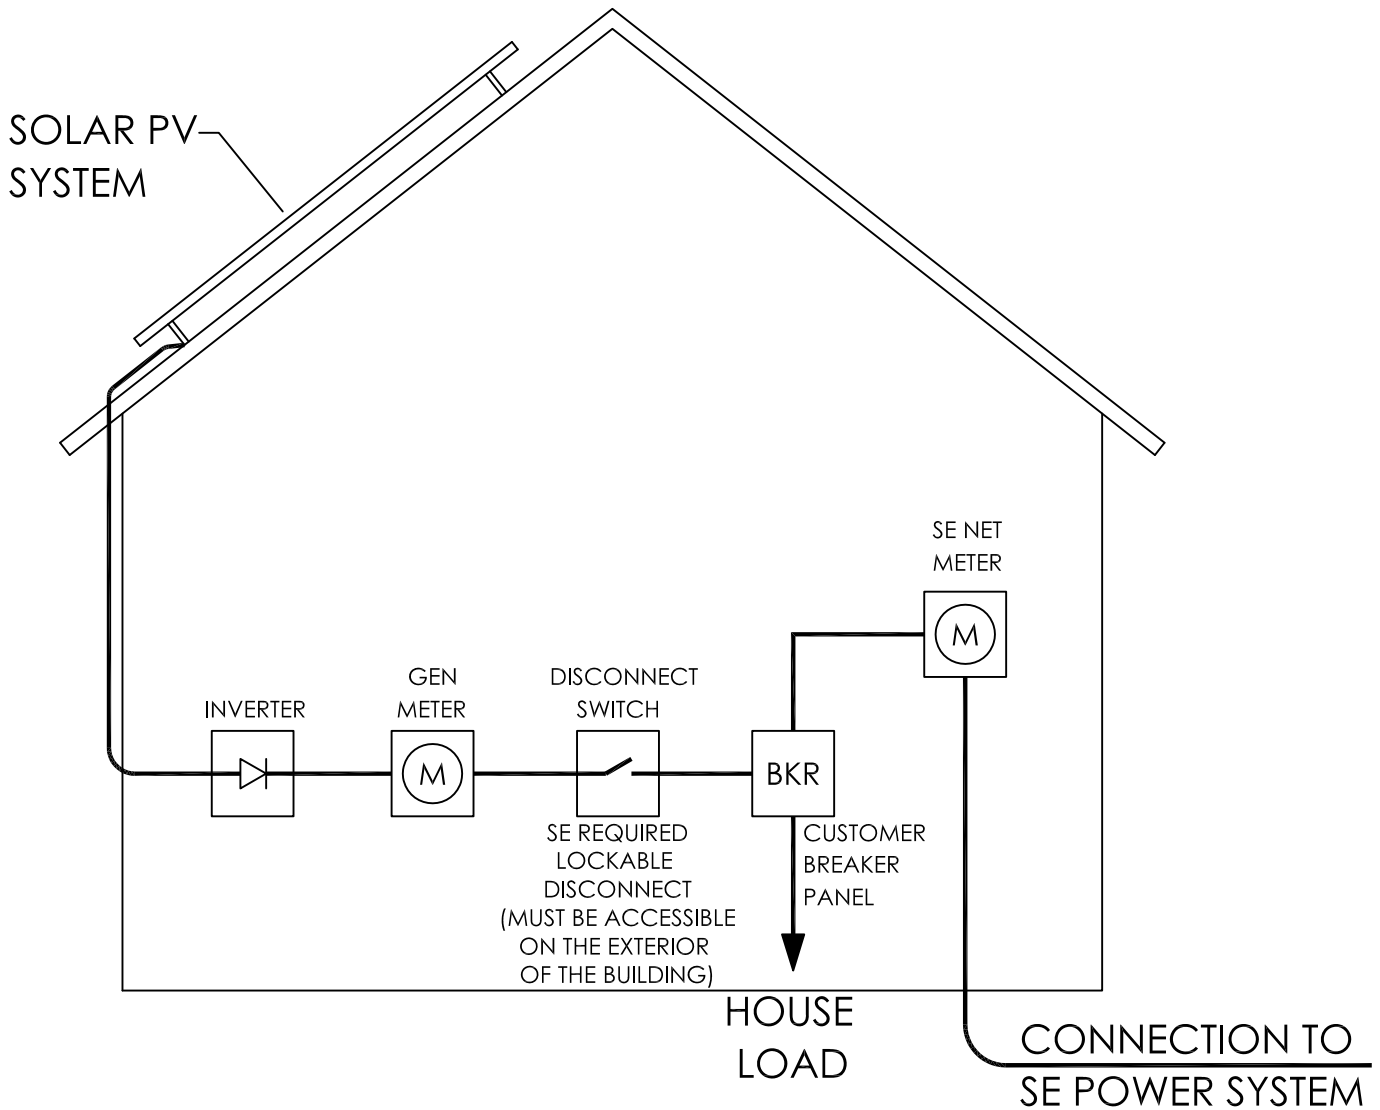 SOLAR PV
SYSTEM
SE NET
METER
M
GEN
METER
DISCONNECT
SWITCH
INVERTER
M
BKR
SE REQUIRED
LOCKABLE
DISCONNECT
(MUST BE ACCESSIBLE
ON THE EXTERIOR
OF THE BUILDING)
CUSTOMER
BREAKER
PANEL
HOUSE
LOAD
CONNECTION TO
SE POWER SYSTEM